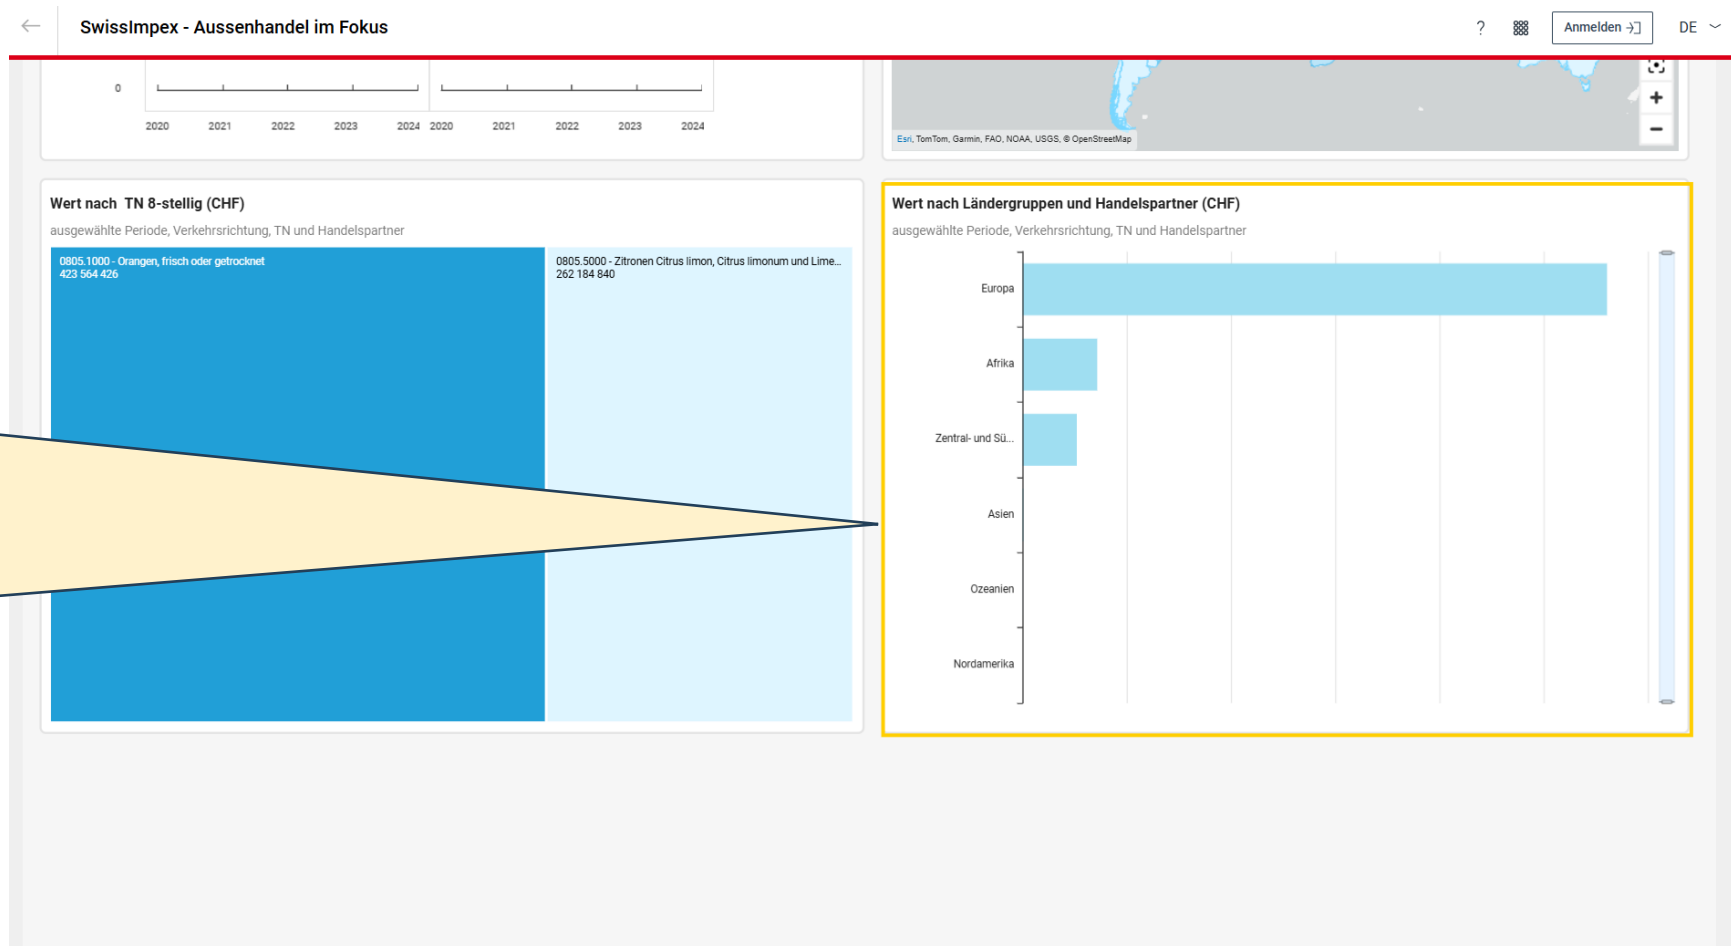 SwissImpex - Aussenhandel im Fokus
?
Anmelden
DE
0
2020 2021 2022 2023 2024 2020 2021 2022 2023 2024
Esri, TomTom, Garmin, FAO, NOAA, USGS, © OpenStreetMap
Wert nach TN 8-stellig (CHF)
ausgewählte Periode, Verkehrsrichtung, TN und Handelspartner
0805.1000 - Orangen, frisch oder getrocknet
423 564 426
0805.5000 - Zitronen Citrus limon, Citrus limonum und Lime...
262 184 840
Wert nach Ländergruppen und Handelspartner (CHF)
ausgewählte Periode, Verkehrsrichtung, TN und Handelspartner
Europa
Afrika
Zentral- und Sü...
Asien
Ozeanien
Nordamerika